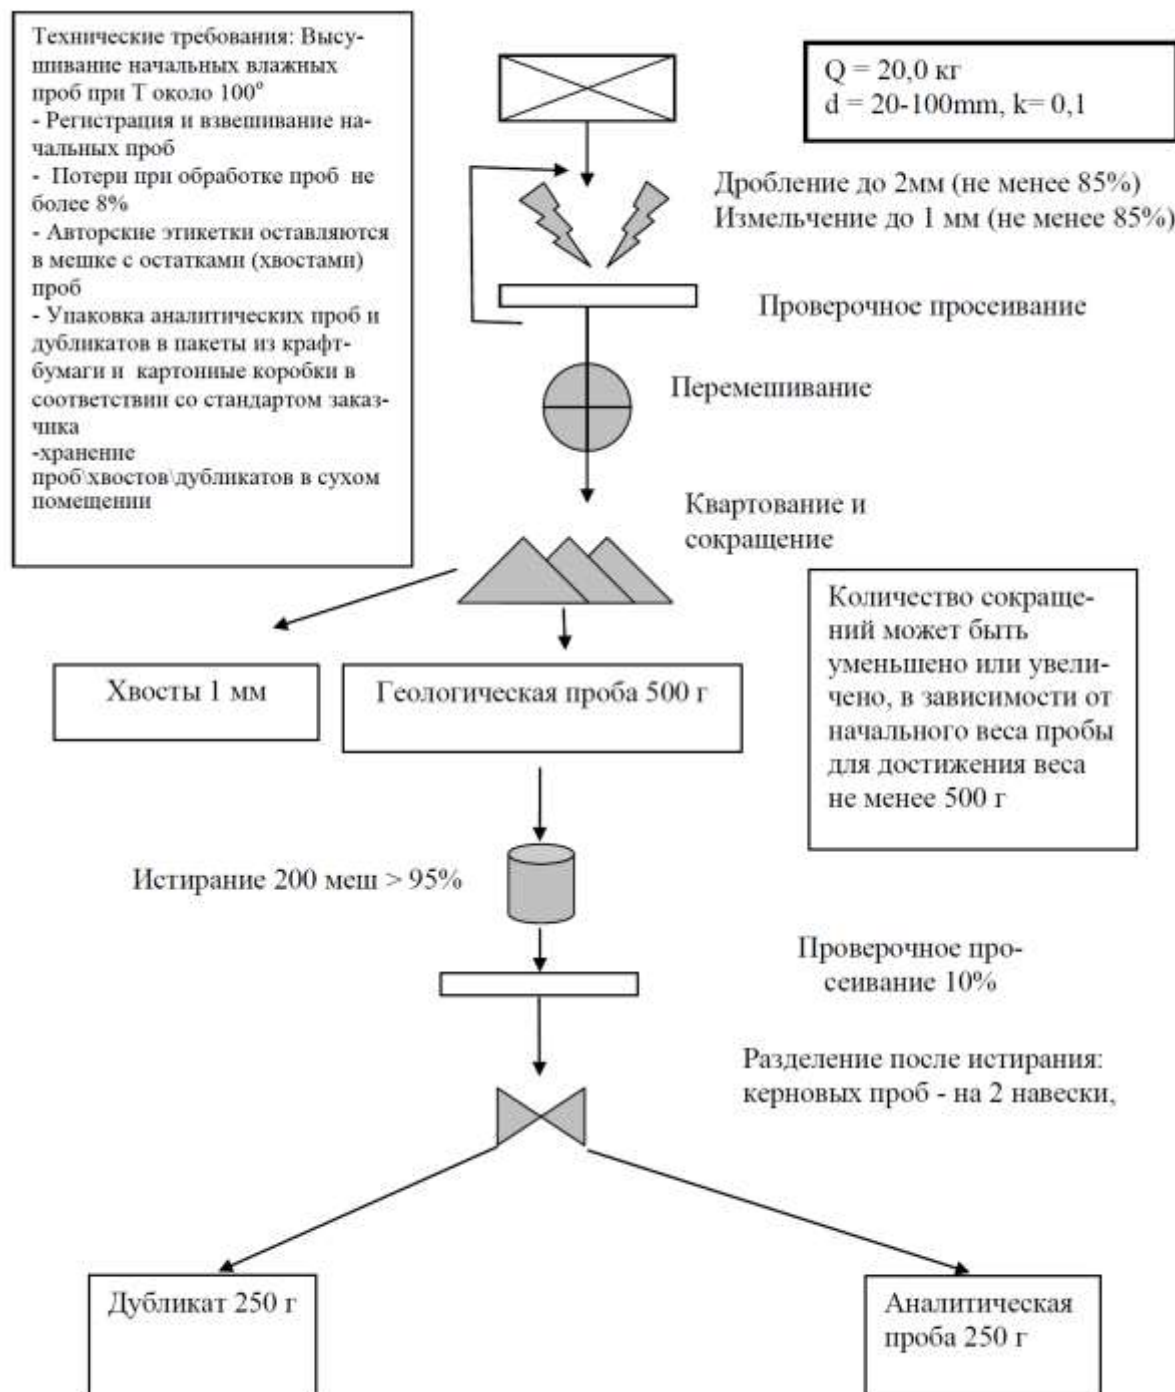 Технические требования: Высу-
шивание начальных влажных
проб при Т около 100°
- Регистрация и взвешивание на-
чальных проб
- Потери при обработке проб не
более 8%
- Авторские этикетки оставляются
в мешке с остатками (хвостами)
проб
- Упаковка аналитических проб и
дубликатов в пакеты из крафт-
бумаги и картонные коробки в
соответствии со стандартом заказ-
чика
-хранение
проб\хвостов\дубликатов в сухом
помещении
Q = 20,0 кг
d = 20-100mm, k= 0,1
Дробление до 2мм (не менее 85%)
Измельчение до 1 мм (не менее 85%)
Проверочное просеивание
Перемешивание
Квартование и
сокращение
Хвосты 1 мм
Геологическая проба 500 г
Количество сокраще-
ний может быть
уменьшено или увели-
чено, в зависимости от
начального веса пробы
для достижения веса
не менее 500 г
Истирание 200 меш > 95%
Проверочное про-
сеивание 10%
Разделение после истирания:
керновых проб - на 2 навески,
Дубликат 250 г
Аналитическая
проба 250 г